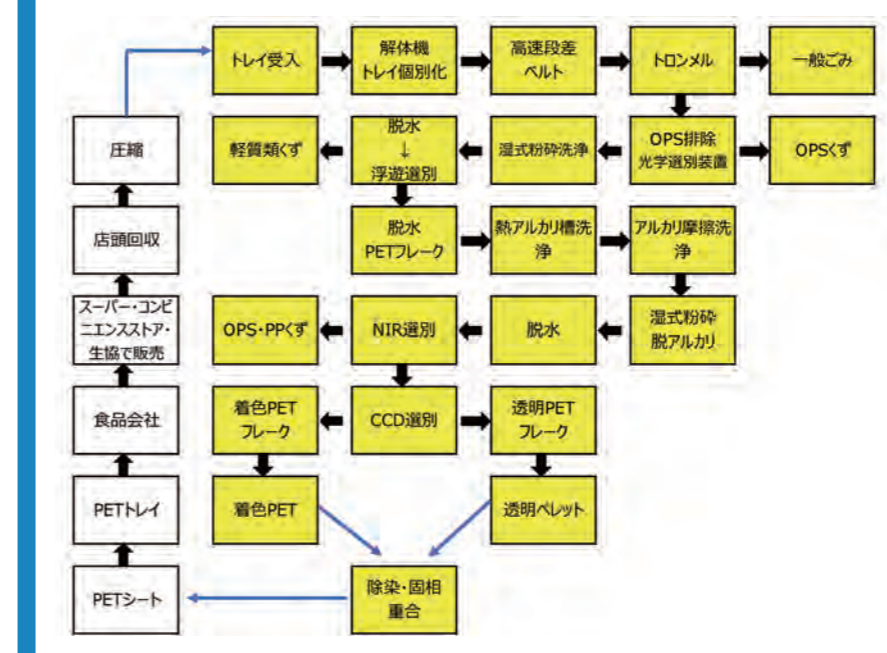 トレイ受入
解体機
トレイ個別化
高速段差
ベルト
トロンメル
一般ごみ
圧縮
軽質類くず
脱水
↓
浮遊選別
湿式粉砕洗浄
OPS排除
光学選別装置
OPSくず
店頭回収
脱水
PETフレーク
熱アルカリ槽洗
浄
アルカリ摩擦洗
浄
スーパー・コンビ
ニエンスストア・
生協で販売
OPS・PPくず
NIR選別
脱水
湿式粉砕
脱アルカリ
食品会社
着色PET
フレーク
CCD選別
透明PET
フレーク
PETトレイ
着色PET
透明ペレット
PETシート
除染・固相
重合